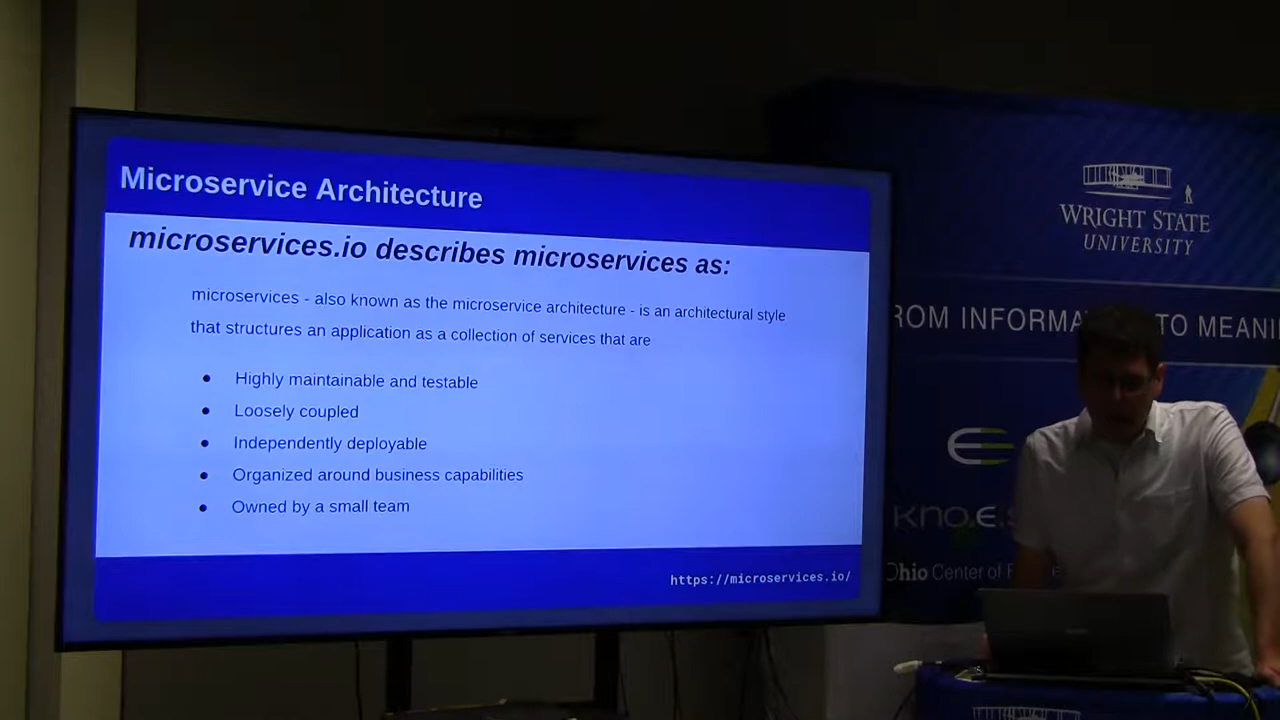 Microservice Architecture
microservices.io describes microservices as:
microservices - also known as the microservice architecture - is an architectural style
that structures an application as a collection of services that are
● Highly maintainable and testable
● Loosely coupled
● Independently deployable
● Organized around business capabilities
● Owned by a small team
https://microservices.io/
WRIGHT STATE
UNIVERSITY
TO MEANI
kno.e.s
Ohio Center of